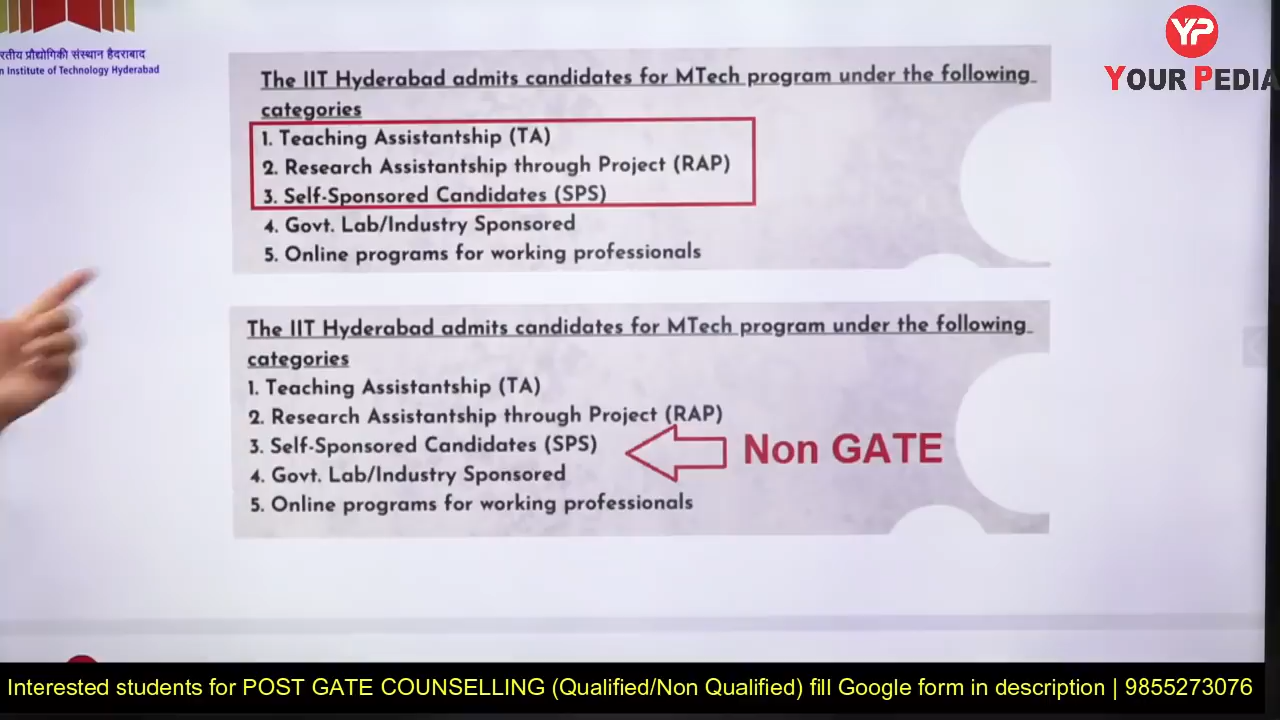 रतीय प्रौद्योगिकी संस्थान हैदराबाद
n Institute of Technology Hyderabad
YP
YOUR PEDIA
The IIT Hyderabad admits candidates for MTech program under the following
categories
1. Teaching Assistantship (TA)
2. Research Assistantship through Project (RAP)
3. Self-Sponsored Candidates (SPS)
4. Govt. Lab/Industry Sponsored
5. Online programs for working professionals
The IIT Hyderabad admits candidates for MTech program under the following
categories
1. Teaching Assistantship (TA)
2. Research Assistantship through Project (RAP)
3. Self-Sponsored Candidates (SPS)
Non GATE
4. Govt. Lab/Industry Sponsored
5. Online programs for working professionals
Interested students for POST GATE COUNSELLING (Qualified/Non Qualified) fill Google form in description | 9855273076